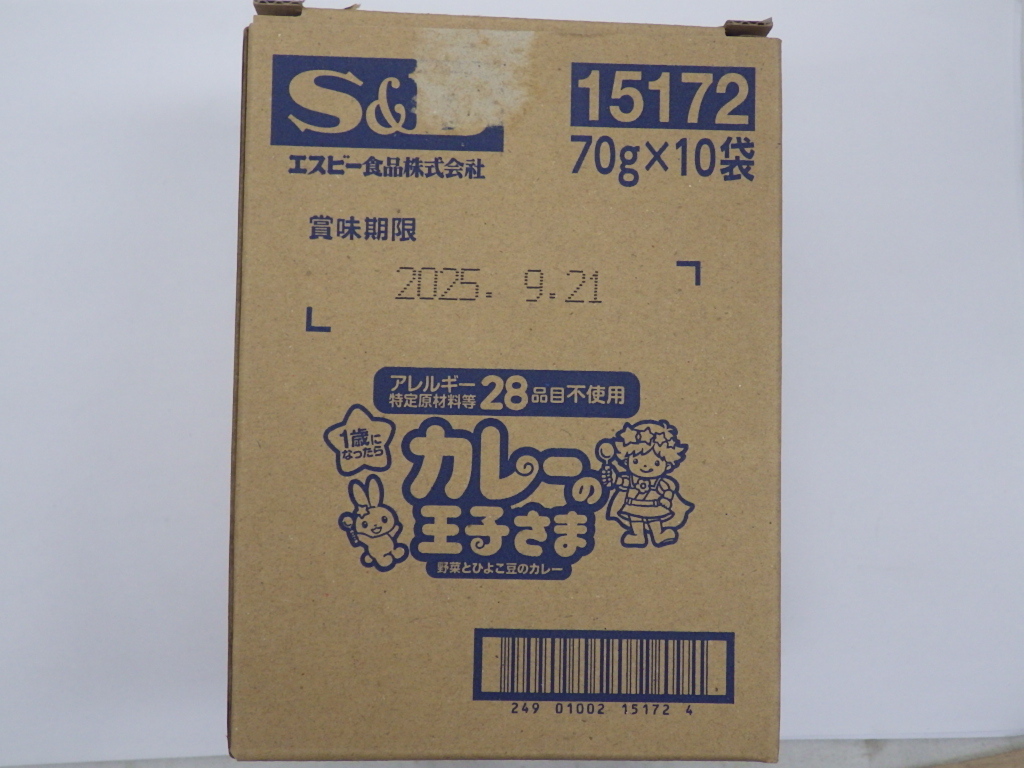 S&
15172
エスビー食品株式会社
70g×10袋
賞味期限
2025. 9.21
アレルギー
特定原材料等
28品目不使用
1歳に
なったら
カレーの
王子さま
野菜とひよこ豆のカレー
249 01002 15172 4